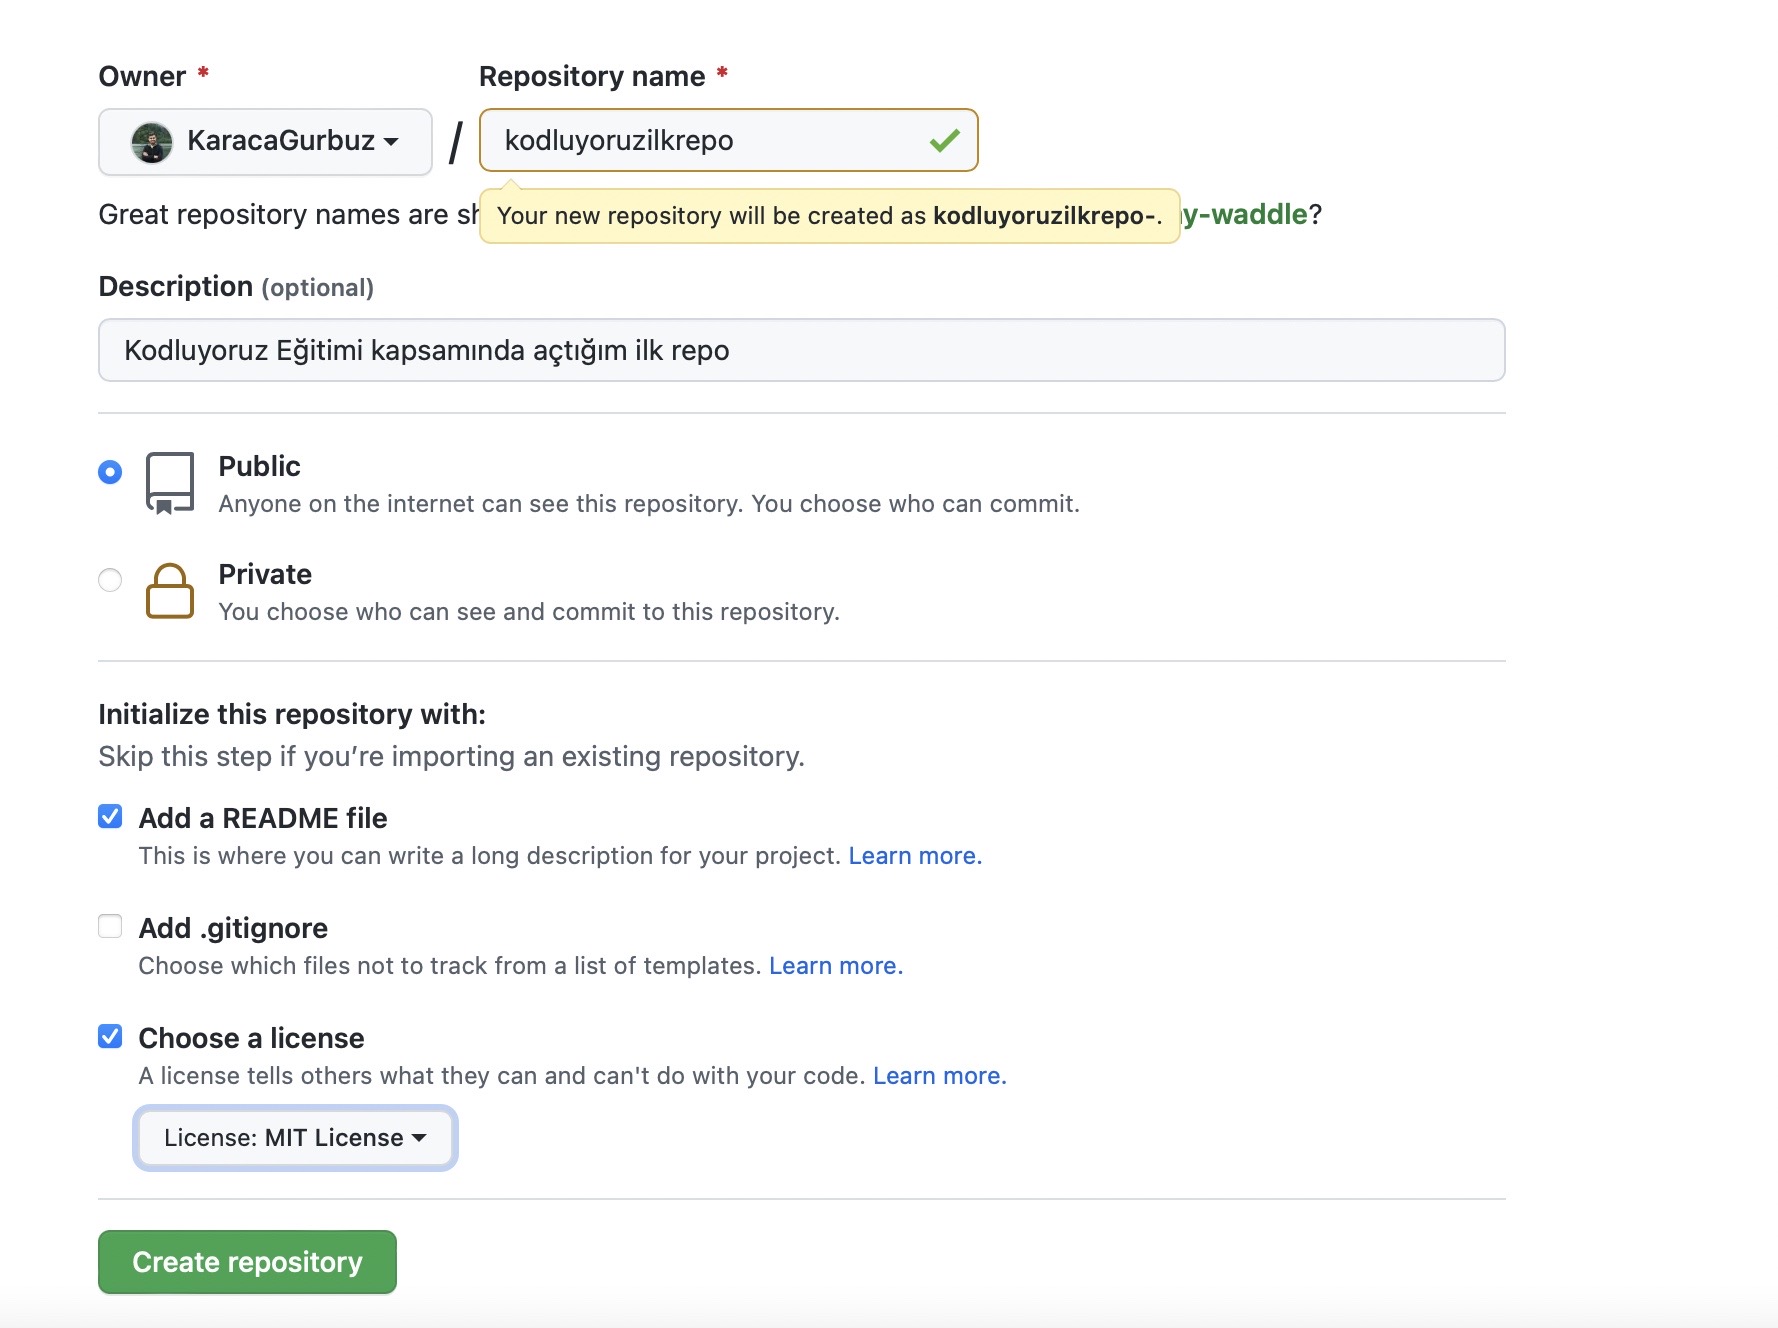 Owner * Repository name *
KaracaGurbuz / kodluyoruzilkrepo
Great repository names are sh
Your new repository will be created as kodluyoruzilkrepo-.
y-waddle?
Description (optional)
Kodluyoruz Eğitimi kapsamında açtığım ilk repo
Public
Anyone on the internet can see this repository. You choose who can commit.
Private
You choose who can see and commit to this repository.
Initialize this repository with:
Skip this step if you’re importing an existing repository.
Add a README file
This is where you can write a long description for your project. Learn more.
Add .gitignore
Choose which files not to track from a list of templates. Learn more.
Choose a license
A license tells others what they can and can't do with your code. Learn more.
License: MIT License
Create repository